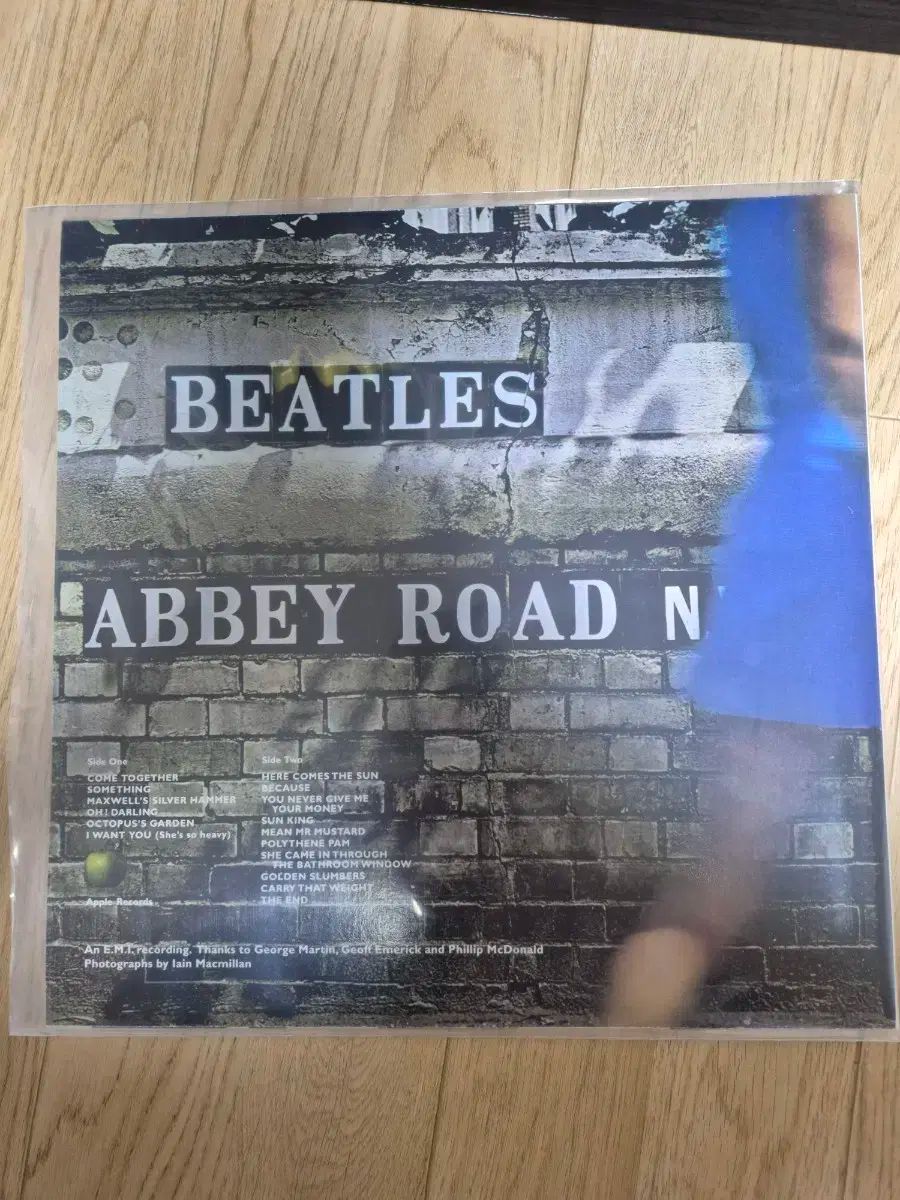 BEATLES
ABBEY ROAD N
Side One
COME TOGETHER
SOMETHING
MAXWELL'S SILVER HAMMER
OH! DARLING
OCTOPUS'S GARDEN
I WANT YOU (She's so heavy)
Apple Records
Side Two
HERE COMES THE SUN
BECAUSE
YOU NEVER GIVE ME
YOUR MONEY
SUN KING
MEAN MR MUSTARD
POLYTHENE PAM
SHE CAME IN THROUGH
THE BATHROOM WINDOW
GOLDEN SLUMBERS
CARRY THAT WEIGHT
THE END
An E.M.I. recording. Thanks to George Martin, Geoff Emerick and Phillip McDonald
Photographs by Iain Macmillan